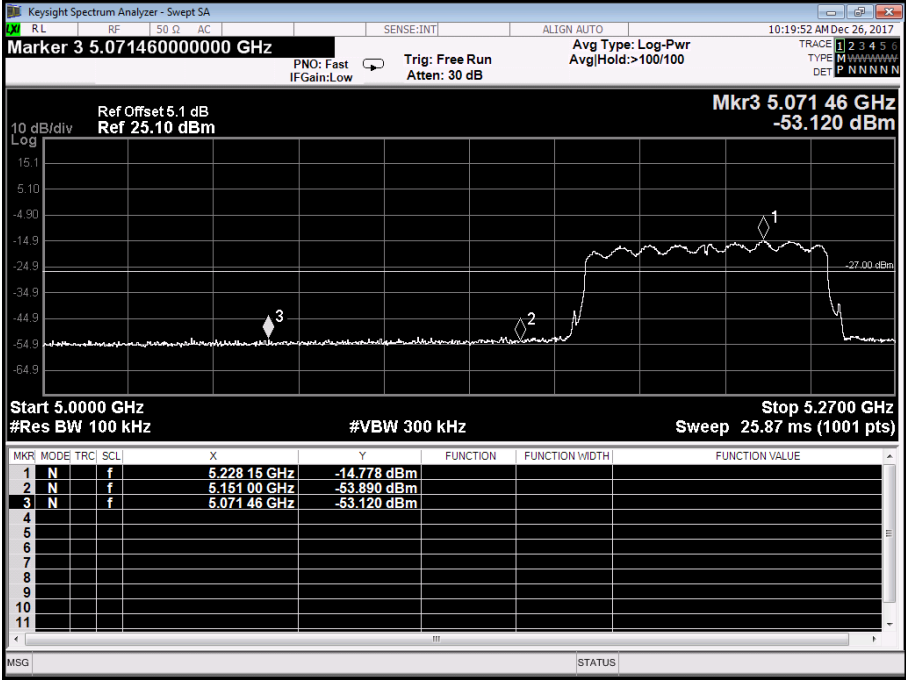 Keysight Spectrum Analyzer - Swept SA
LXI RL RF 50 Ω AC SENSE:INT ALIGN AUTO 10:19:52 AM Dec 26, 2017
Marker 3 5.071460000000 GHz
PNO: Fast
IFGain:Low
Trig: Free Run
Atten: 30 dB
Avg Type: Log-Pwr
Avg|Hold:>100/100
TRACE 1 2 3 4 5 6
TYPE M WWWWW
DET P N N N N N
Mkr3 5.071 46 GHz
-53.120 dBm
Ref Offset 5.1 dB
10 dB/div Ref 25.10 dBm
Log
15.1
5.10
-4.90
1
-14.9
-24.9
-27.00 dBm
-34.9
-44.9
3
2
-54.9
-64.9
Start 5.0000 GHz Stop 5.2700 GHz
#Res BW 100 kHz #VBW 300 kHz Sweep 25.87 ms (1001 pts)
MKR MODE TRC SCL X Y FUNCTION FUNCTION WIDTH FUNCTION VALUE
1 N f 5.228 15 GHz -14.778 dBm
2 N f 5.151 00 GHz -53.890 dBm
3 N f 5.071 46 GHz -53.120 dBm
4
5
6
7
8
9
10
11
MSG STATUS